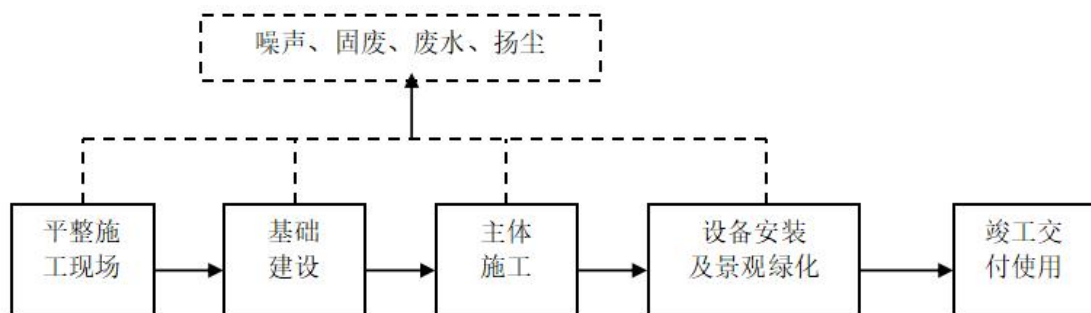 噪声、固废、废水、扬尘
平整施
工现场
基础
建设
主体
施工
设备安装
及景观绿化
竣工交
付使用